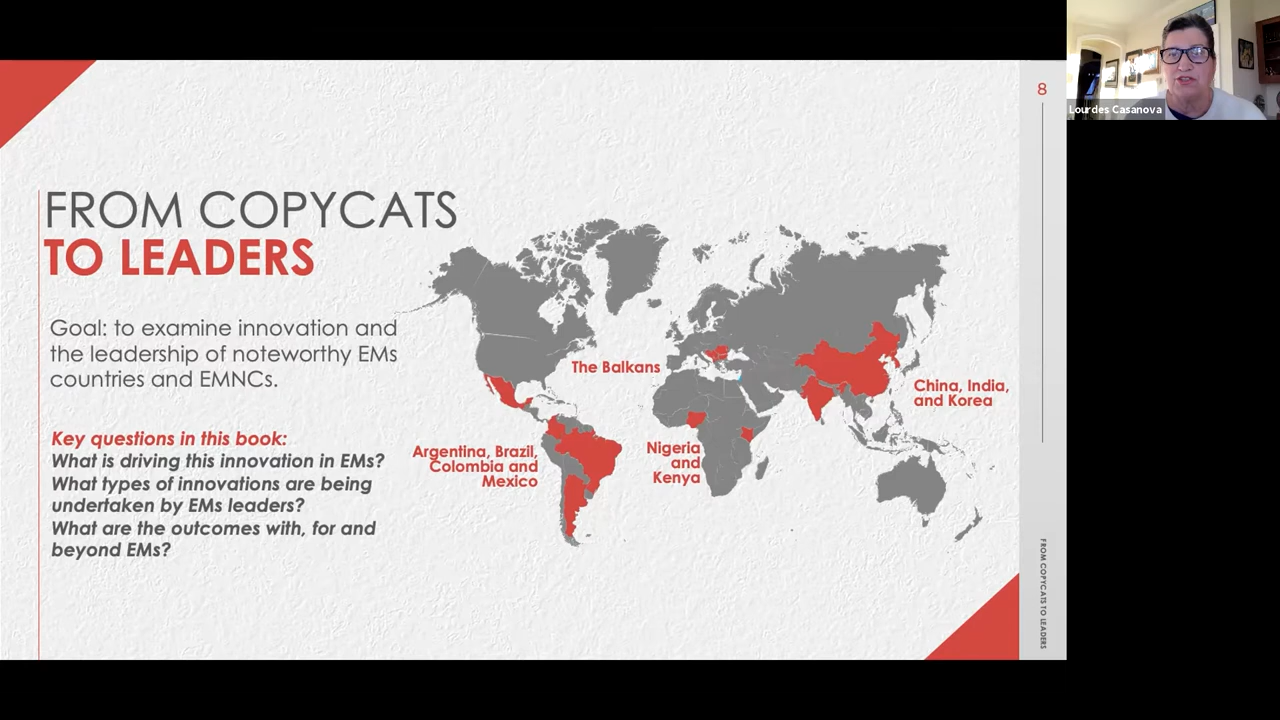 8
Lourdes Casanova
FROM COPYCATS
TO LEADERS
Goal: to examine innovation and
the leadership of noteworthy EMs
countries and EMNCs.
Key questions in this book:
What is driving this innovation in EMs?
What types of innovations are being
undertaken by EMs leaders?
What are the outcomes with, for and
beyond EMs?
The Balkans
China, India,
and Korea
Argentina, Brazil,
Colombia and
Mexico
Nigeria
and
Kenya
FROM COPYCATS TO LEADERS